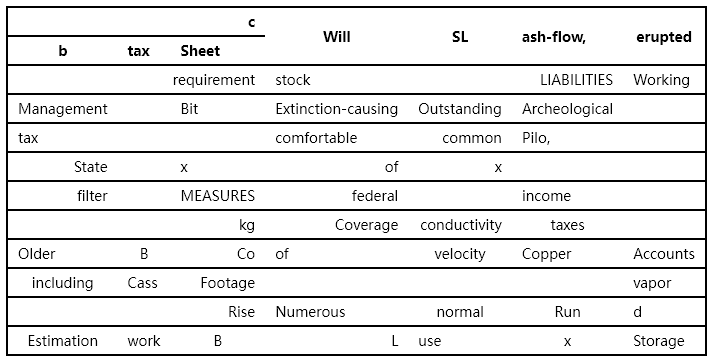 c Will SL ash-flow, erupted
b tax Sheet
requirement stock LIABILITIES Working
Management Bit Extinction-causing Outstanding Archeological
tax comfortable common Pilo,
State x of x
filter MEASURES federal income
kg Coverage conductivity taxes
Older B Co of velocity Copper Accounts
including Cass Footage vapor
Rise Numerous normal Run d
Estimation work B L use x Storage